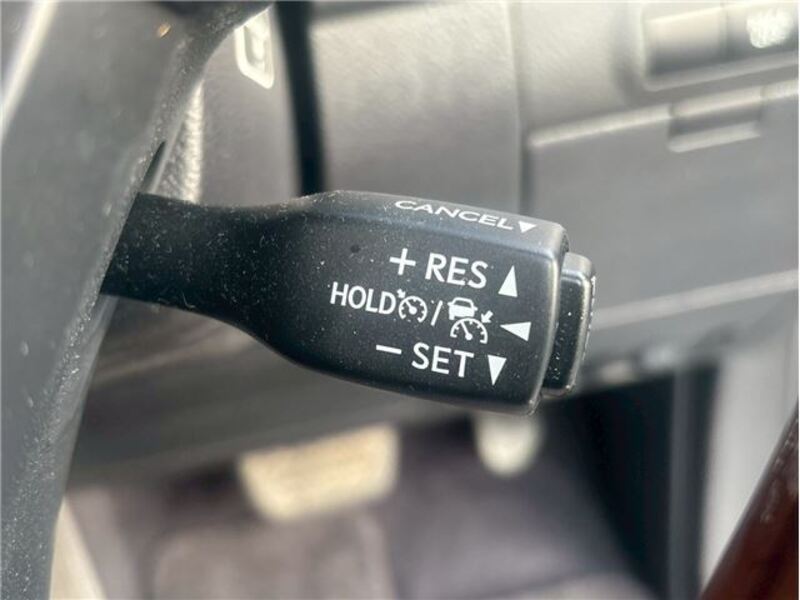 CANCEL▼
+ RES ▲
HOLD / ◀
− SET ▼